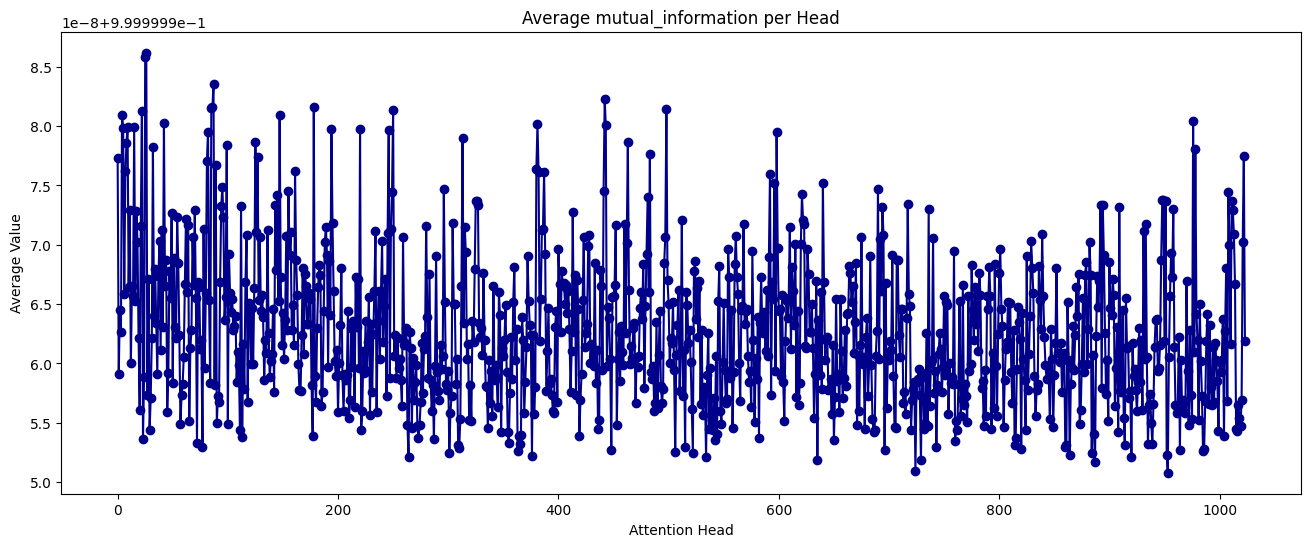 Average mutual_information per Head
1e-8+9.999999e-1
8.5
8.0
7.5
7.0
6.5
6.0
5.5
5.0
Average Value
0 200 400 600 800 1000
Attention Head